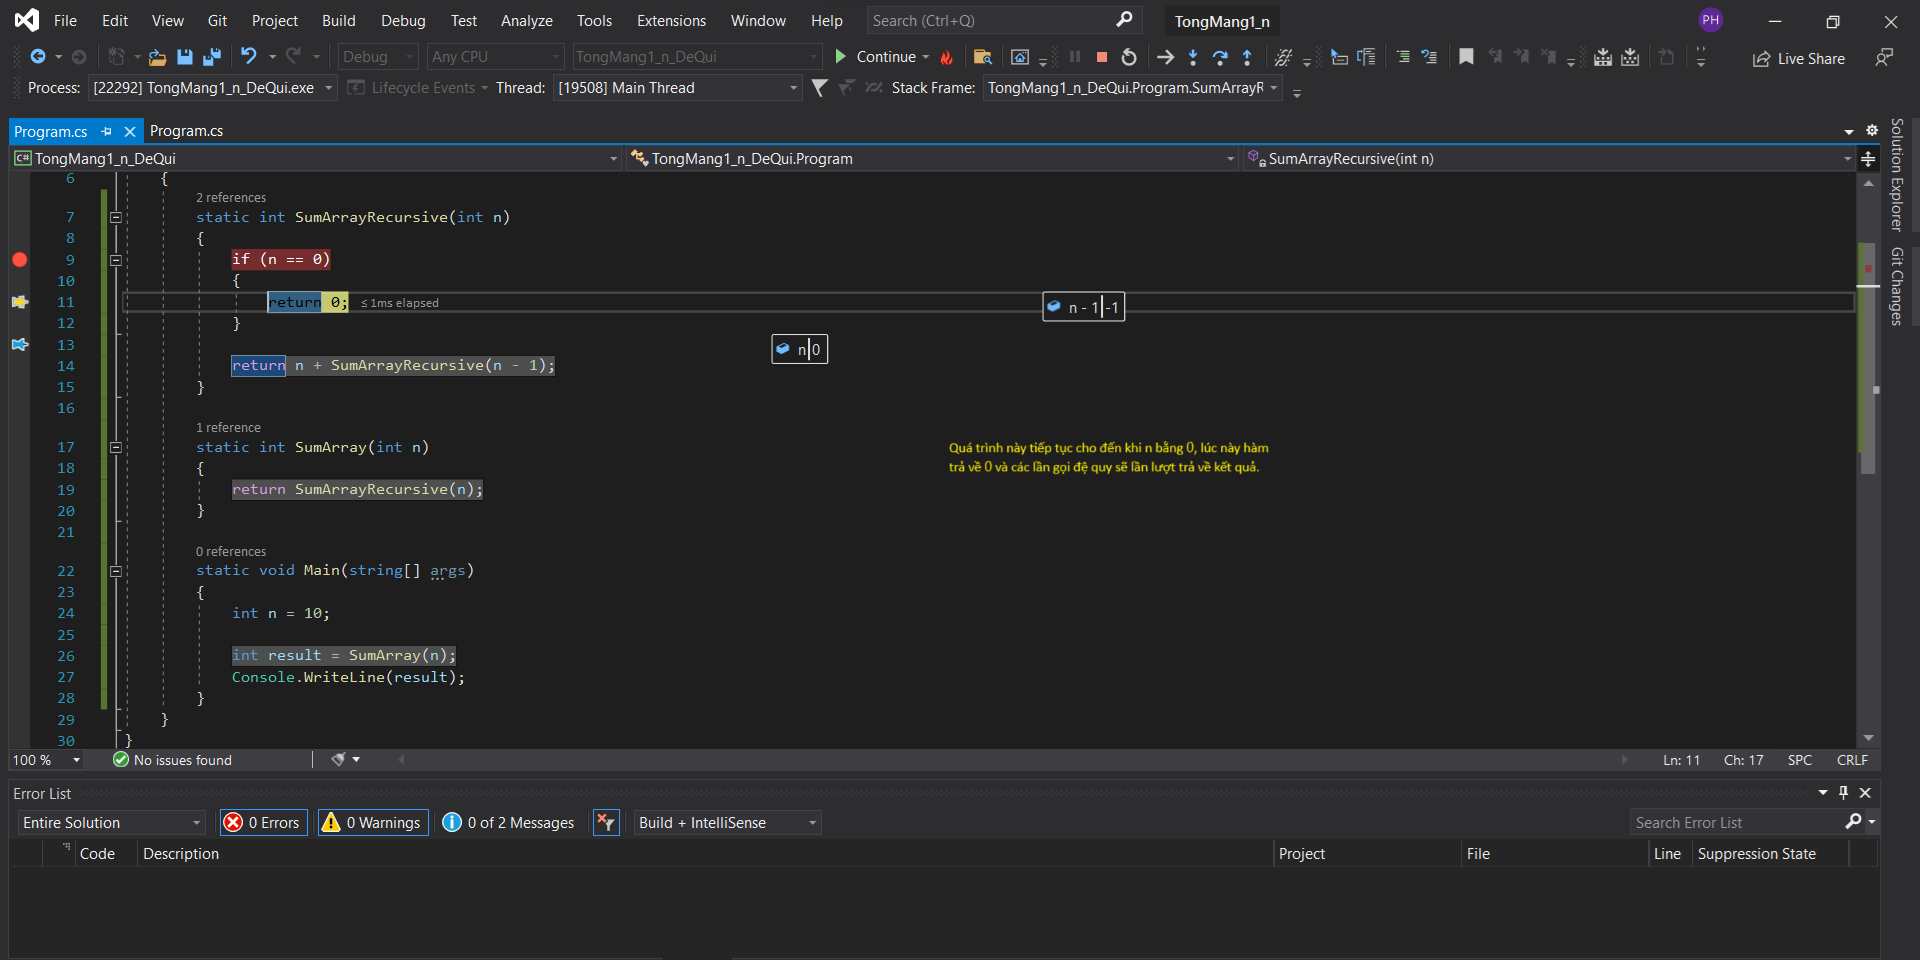 File Edit View Git Project Build Debug Test Analyze Tools Extensions Window Help Search (Ctrl+Q) TongMang1_n PH
Debug Any CPU TongMang1_n_DeQui Continue Live Share
Process: [22292] TongMang1_n_DeQui.exe Lifecycle Events Thread: [19508] Main Thread Stack Frame: TongMang1_n_DeQui.Program.SumArrayR
Program.cs Program.cs
C# TongMang1_n_DeQui TongMang1_n_DeQui.Program SumArrayRecursive(int n)
Solution Explorer
Git Changes
6 {
2 references
7 static int SumArrayRecursive(int n)
8 {
9 if (n == 0)
10 {
11 return 0; ≤ 1ms elapsed n - 1 -1
12 }
13 n 0
14 return n + SumArrayRecursive(n - 1);
15 }
16
1 reference
17 static int SumArray(int n)
Quá trình này tiếp tục cho đến khi n bằng 0, lúc này hàm
trả về 0 và các lần gọi đệ quy sẽ lần lượt trả về kết quả.
18 {
19 return SumArrayRecursive(n);
20 }
21
0 references
22 static void Main(string[] args)
23 {
24 int n = 10;
25
26 int result = SumArray(n);
27 Console.WriteLine(result);
28 }
29 }
30 }
100 % No issues found Ln: 11 Ch: 17 SPC CRLF
Error List
Entire Solution 0 Errors 0 Warnings 0 of 2 Messages Build + IntelliSense Search Error List
Code Description Project File Line Suppression State